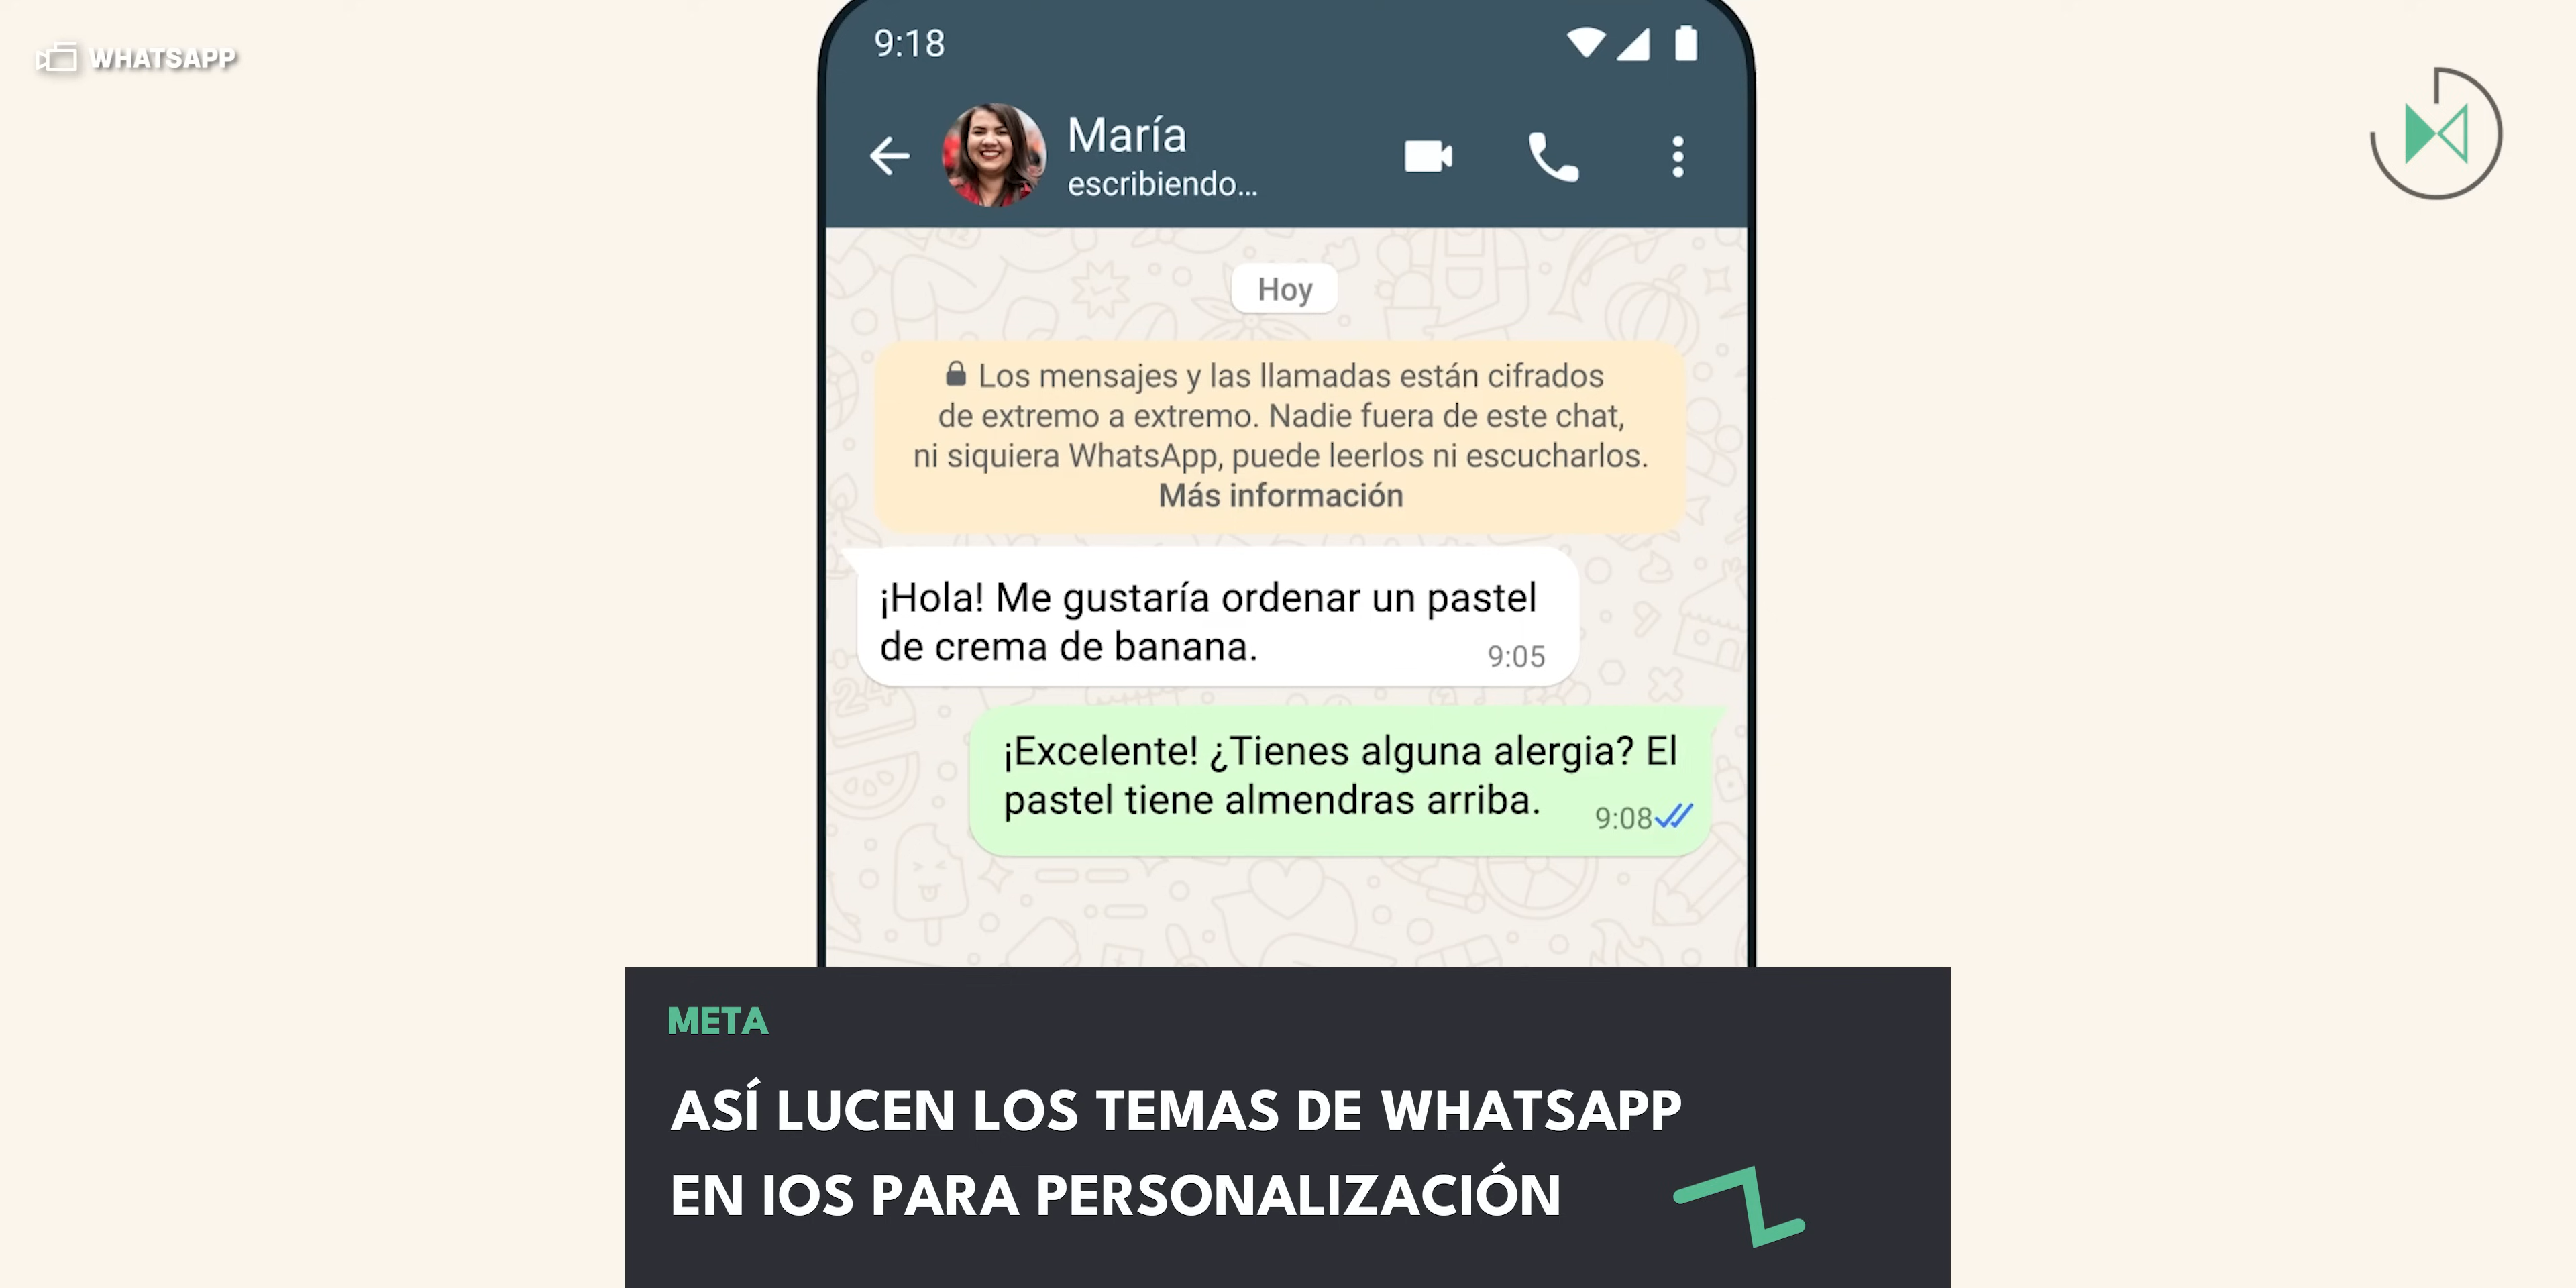 WHATSAPP
9:18
María
escribiendo...
Hoy
Los mensajes y las llamadas están cifrados
de extremo a extremo. Nadie fuera de este chat,
ni siquiera WhatsApp, puede leerlos ni escucharlos.
Más información
¡Hola! Me gustaría ordenar un pastel
de crema de banana.
9:05
¡Excelente! ¿Tienes alguna alergia? El
pastel tiene almendras arriba.
9:08
META
ASÍ LUCEN LOS TEMAS DE WHATSAPP
EN IOS PARA PERSONALIZACIÓN